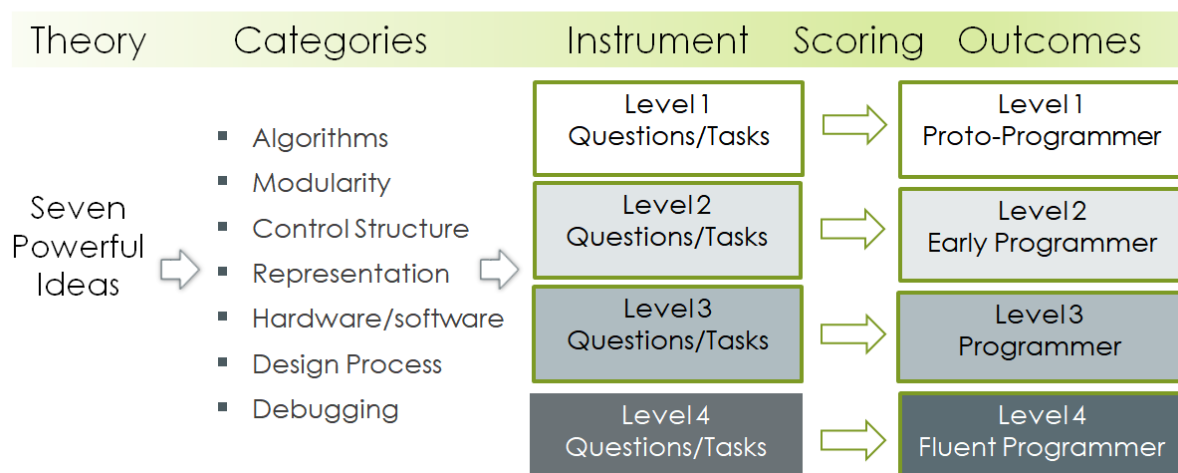 Theory Categories Instrument Scoring Outcomes
Seven
Powerful
Ideas
▪ Algorithms
▪ Modularity
▪ Control Structure
▪ Representation
▪ Hardware/software
▪ Design Process
▪ Debugging
Level 1
Questions/Tasks
Level 2
Questions/Tasks
Level 3
Questions/Tasks
Level 4
Questions/Tasks
Level 1
Proto-Programmer
Level 2
Early Programmer
Level 3
Programmer
Level 4
Fluent Programmer